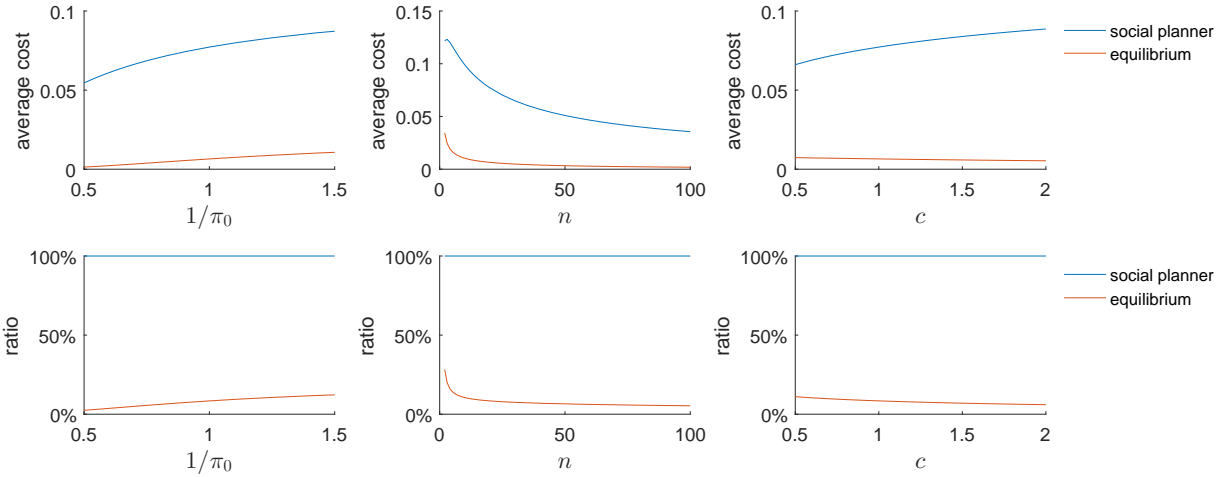 0.1
0.05
0
average cost
0.5 1 1.5
1/π₀
0.15
0.1
0.05
0
average cost
0 50 100
n
0.1
0.05
0
average cost
0.5 1 1.5 2
c
social planner
equilibrium
100%
50%
0%
ratio
0.5 1 1.5
1/π₀
100%
50%
0%
ratio
0 50 100
n
100%
50%
0%
ratio
0.5 1 1.5 2
c
social planner
equilibrium